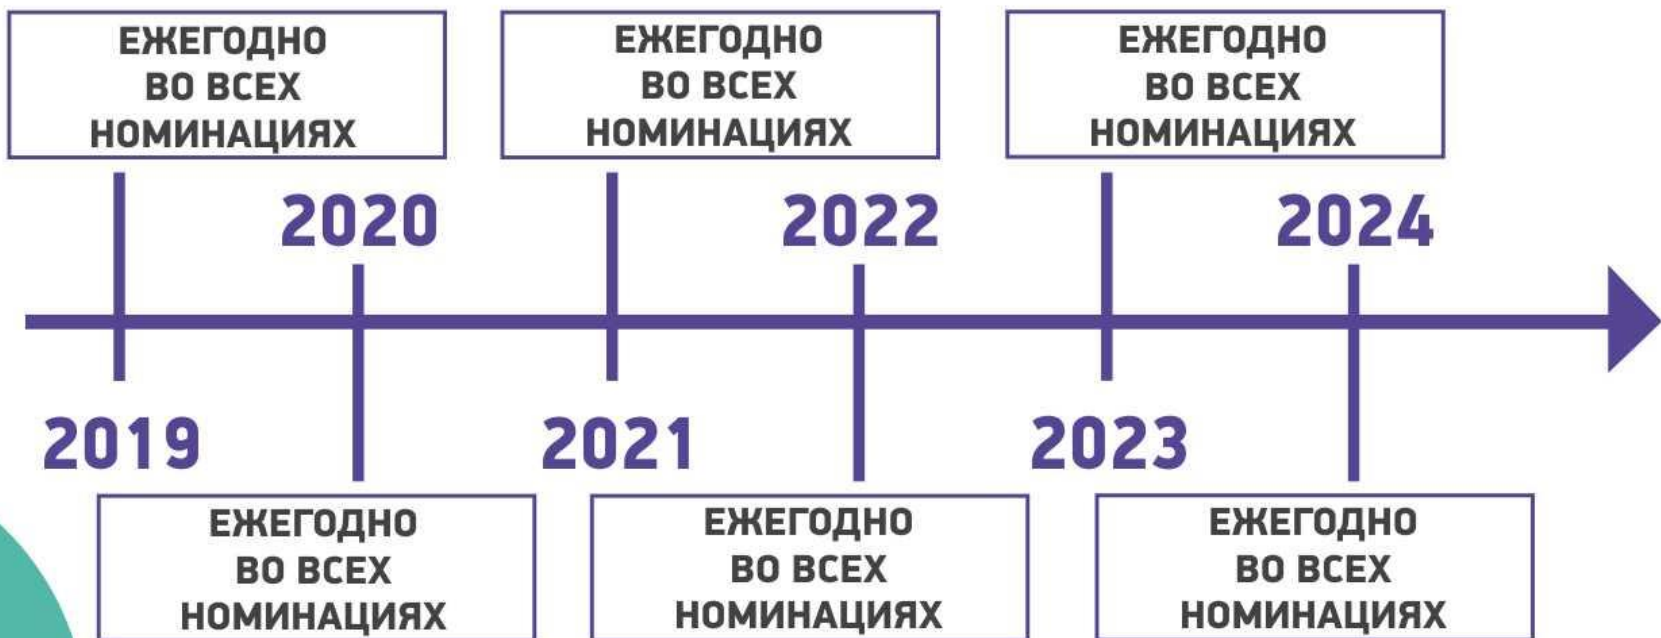 ЕЖЕГОДНО
ВО ВСЕХ
НОМИНАЦИЯХ
ЕЖЕГОДНО
ВО ВСЕХ
НОМИНАЦИЯХ
ЕЖЕГОДНО
ВО ВСЕХ
НОМИНАЦИЯХ
2020
2022
2024
2019
2021
2023
ЕЖЕГОДНО
ВО ВСЕХ
НОМИНАЦИЯХ
ЕЖЕГОДНО
ВО ВСЕХ
НОМИНАЦИЯХ
ЕЖЕГОДНО
ВО ВСЕХ
НОМИНАЦИЯХ